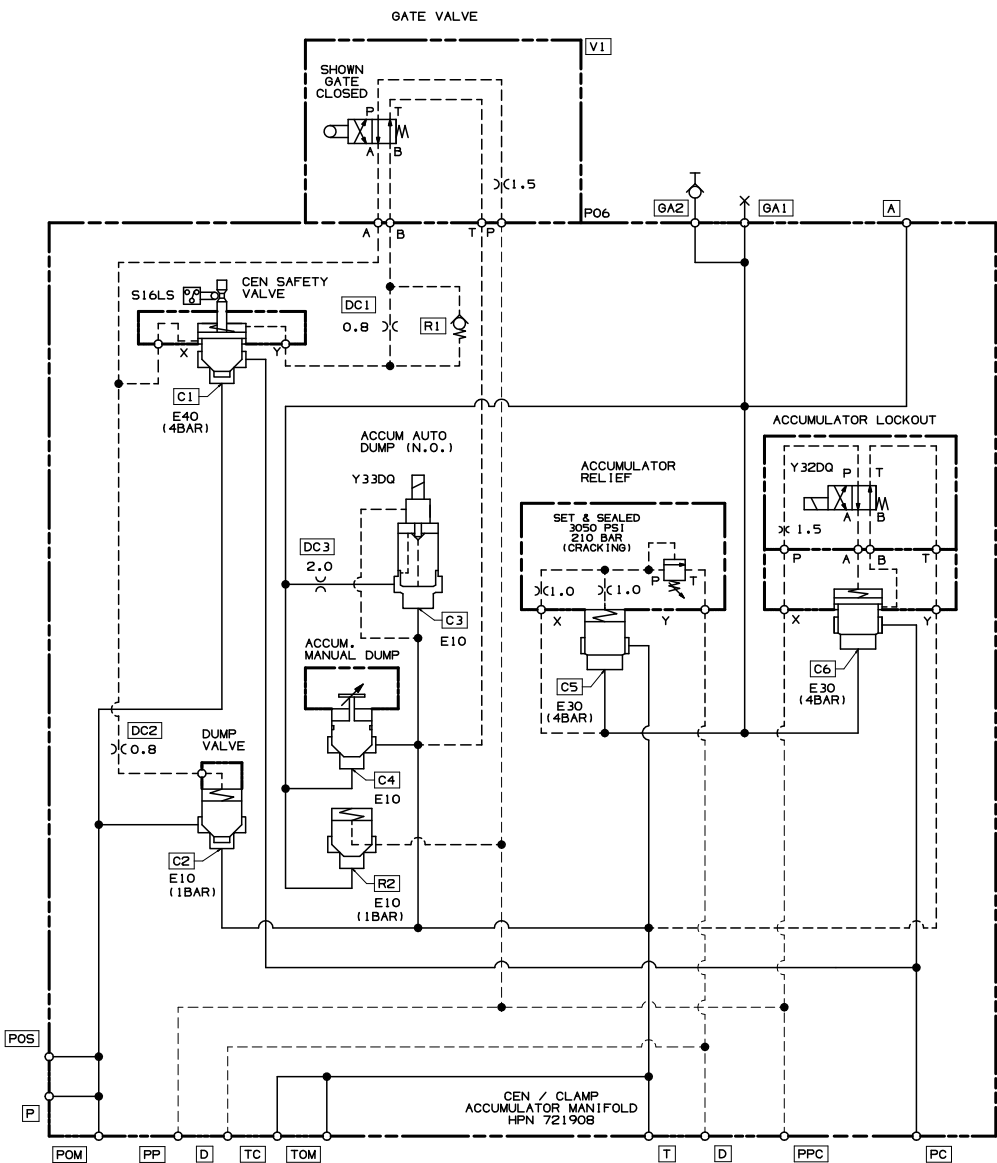 GATE VALVE
V1
SHOWN
GATE
CLOSED
P T
A B
1.5
P06
GA2
GA1
A
A B
T P
S16LS
CEN SAFETY
VALVE
DC1
0.8
R1
X
Y
C1
E40
(4BAR)
ACCUM AUTO
DUMP (N.O.)
Y33DQ
ACCUMULATOR LOCKOUT
Y32DQ
P T
A B
1.5
P
A B
T
X
Y
C6
E30
(4BAR)
ACCUMULATOR
RELIEF
SET & SEALED
3050 PSI
210 BAR
(CRACKING)
P T
1.0
1.0
X
Y
C5
E30
(4BAR)
DC3
2.0
C3
E10
ACCUM.
MANUAL DUMP
C4
E10
R2
E10
(1BAR)
DC2
0.8
DUMP
VALVE
C2
E10
(1BAR)
POS
P
CEN / CLAMP
ACCUMULATOR MANIFOLD
HPN 721908
POM
PP
D
TC
TOM
T
D
PPC
PC